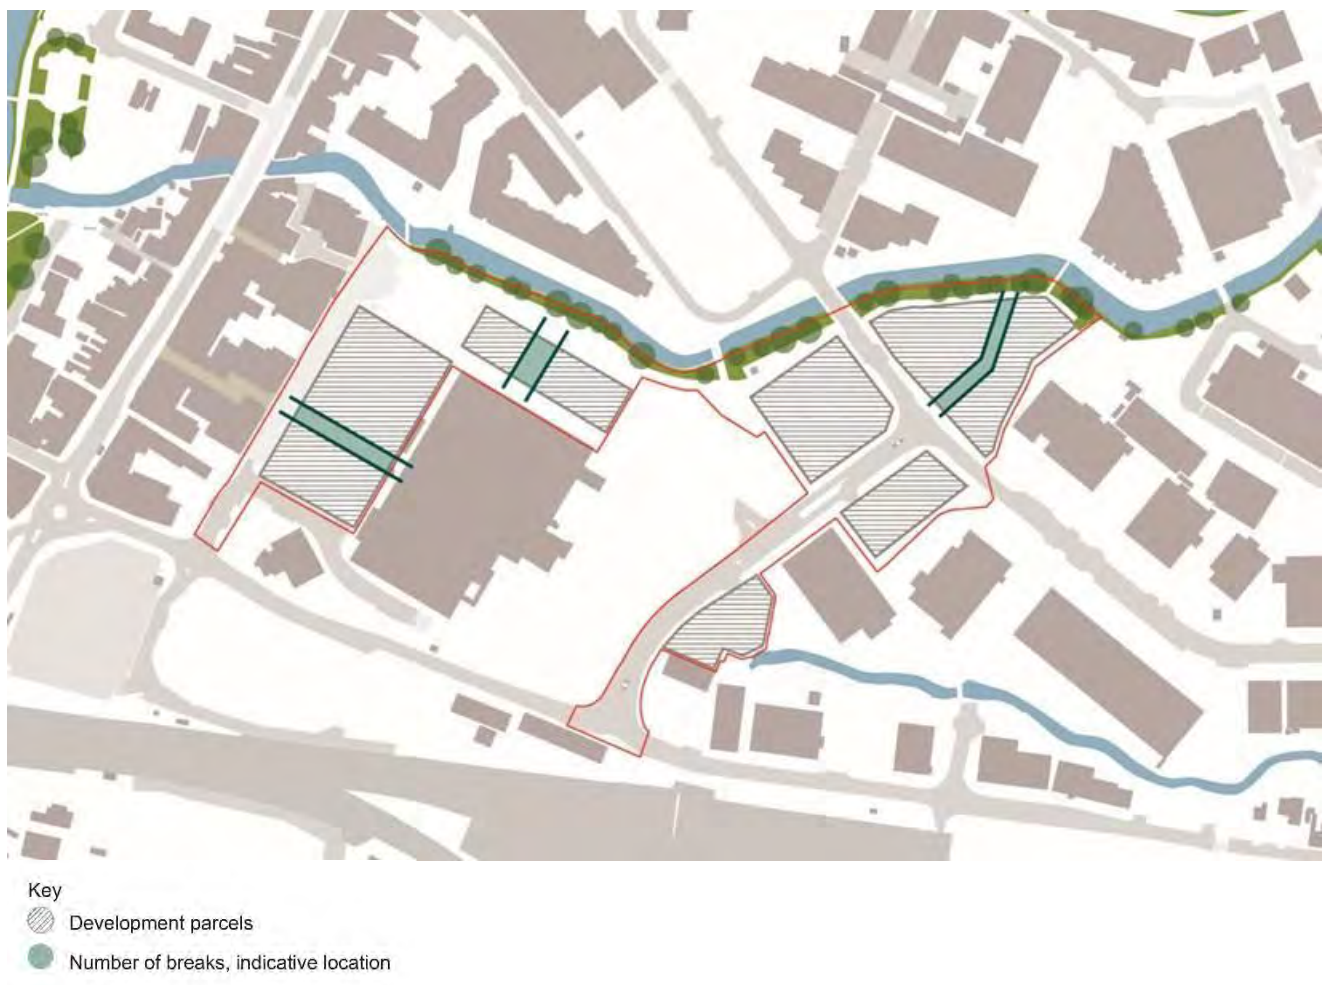 Key
Development parcels
Number of breaks, indicative location